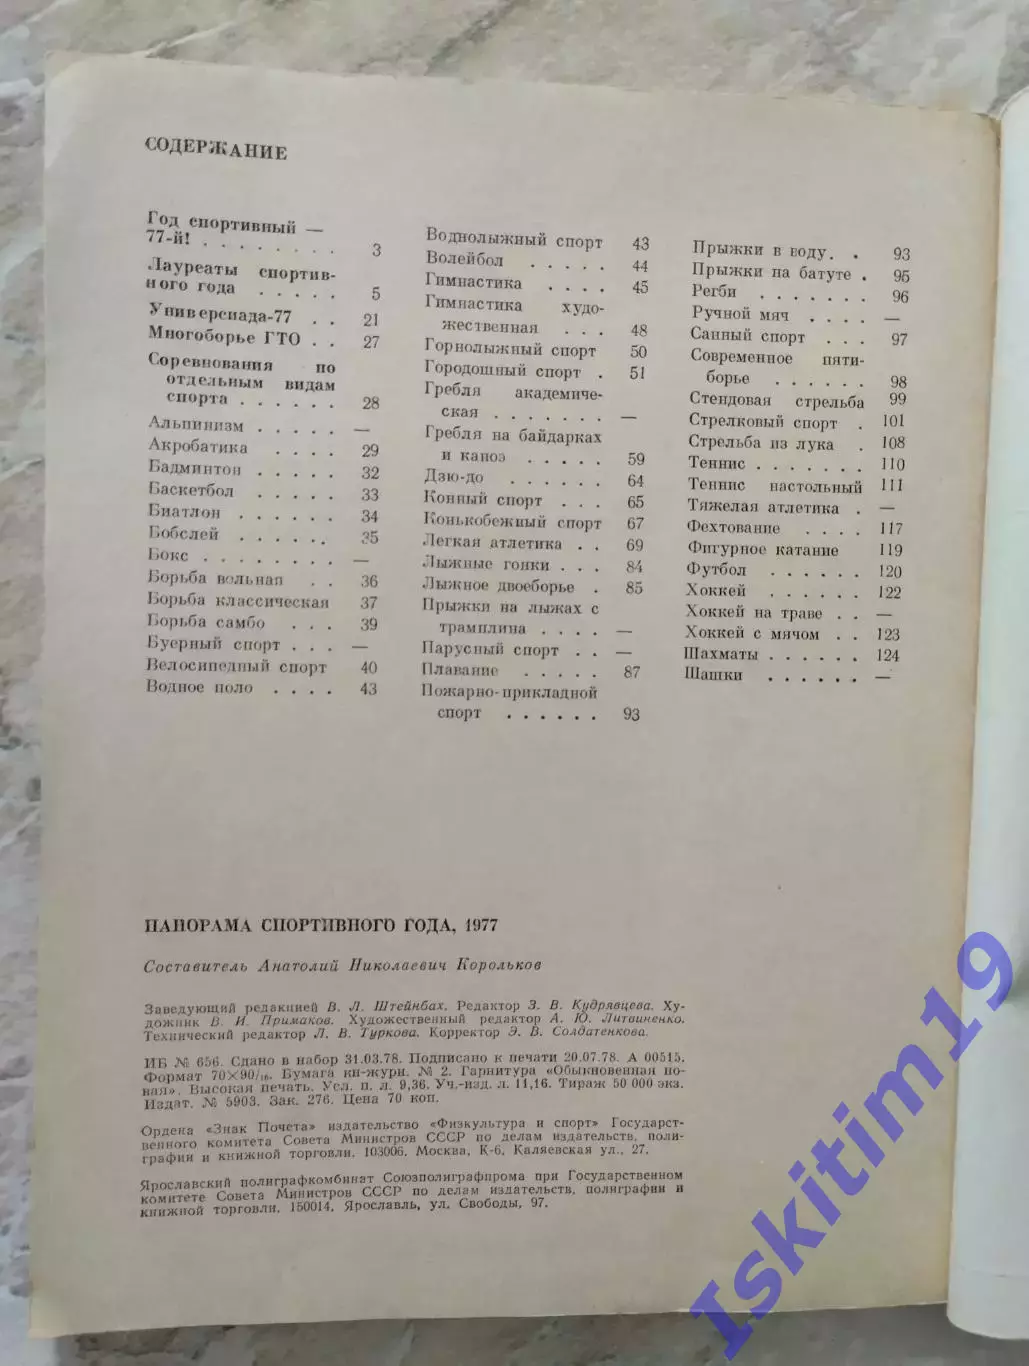 СОДЕРЖАНИЕ
Год спортивный —
77-й! . . . . . . . . 3
Лауреаты спортив-
ного года . . . . . 5
Универсиада-77 . . 21
Многоборье ГТО . . 27
Соревнования по
отдельным видам
спорта . . . . . . 28
Альпинизм . . . . . —
Акробатика . . . . 29
Бадминтон . . . . . 32
Баскетбол . . . . . 33
Биатлон . . . . . . 34
Бобслей . . . . . . 35
Бокс . . . . . . . . —
Борьба вольная . . 36
Борьба классическая 37
Борьба самбо . . . 39
Буерный спорт . . . —
Велосипедный спорт 40
Водное поло . . . . 43
Воднолыжный спорт 43
Волейбол . . . . . 44
Гимнастика . . . . 45
Гимнастика худо-
жественная . . . 48
Горнолыжный спорт 50
Городошный спорт . 51
Гребля академиче-
ская . . . . . . . —
Гребля на байдарках
и каноэ . . . . . 59
Дзю-до . . . . . . 64
Конный спорт . . . 65
Конькобежный спорт 67
Легкая атлетика . . 69
Лыжные гонки . . . 84
Лыжное двоеборье . 85
Прыжки на лыжах с
трамплина . . . . —
Парусный спорт . . —
Плавание . . . . . 87
Пожарно-прикладной
спорт . . . . . . 93
Прыжки в воду. . 93
Прыжки на батуте . 95
Регби . . . . . . . 96
Ручной мяч . . . . —
Санный спорт . . . 97
Современное пяти-
борье . . . . . . 98
Стендовая стрельба 99
Стрелковый спорт . 101
Стрельба из лука . 108
Теннис . . . . . . . 110
Теннис настольный 111
Тяжелая атлетика . —
Фехтование . . . . 117
Фигурное катание 119
Футбол . . . . . . 120
Хоккей . . . . . . 122
Хоккей на траве . . —
Хоккей с мячом . . 123
Шахматы . . . . . . 124
Шашки . . . . . . —
ПАНОРАМА СПОРТИВНОГО ГОДА, 1977
Составитель Анатолий Николаевич Корольков
Заведующий редакцией В. Л. Штейнбах. Редактор З. В. Кудрявцева. Ху-
дожник В. И. Примаков. Художественный редактор А. Ю. Литвиненко.
Технический редактор Л. В. Туркова. Корректор Э. В. Солдатенкова.
ИБ № 656. Сдано в набор 31.03.78. Подписано к печати 20.07.78. А 00515.
Формат 70×90/16. Бумага кн-журн. № 2. Гарнитура «Обыкновенная но-
вая». Высокая печать. Усл. п. л. 9,36. Уч.-изд. л. 11,16. Тираж 50 000 экз.
Издат. № 5903. Зак. 276. Цена 70 коп.
Ордена «Знак Почета» издательство «Физкультура и спорт» Государст-
венного комитета Совета Министров СССР по делам издательств, поли-
графии и книжной торговли. 103006. Москва, К-6, Каляевская ул., 27.
Ярославский полиграфкомбинат Союзполиграфпрома при Государственном
комитете Совета Министров СССР по делам издательств, полиграфии и
книжной торговли. 150014, Ярославль, ул. Свободы, 97.
Iskitim19